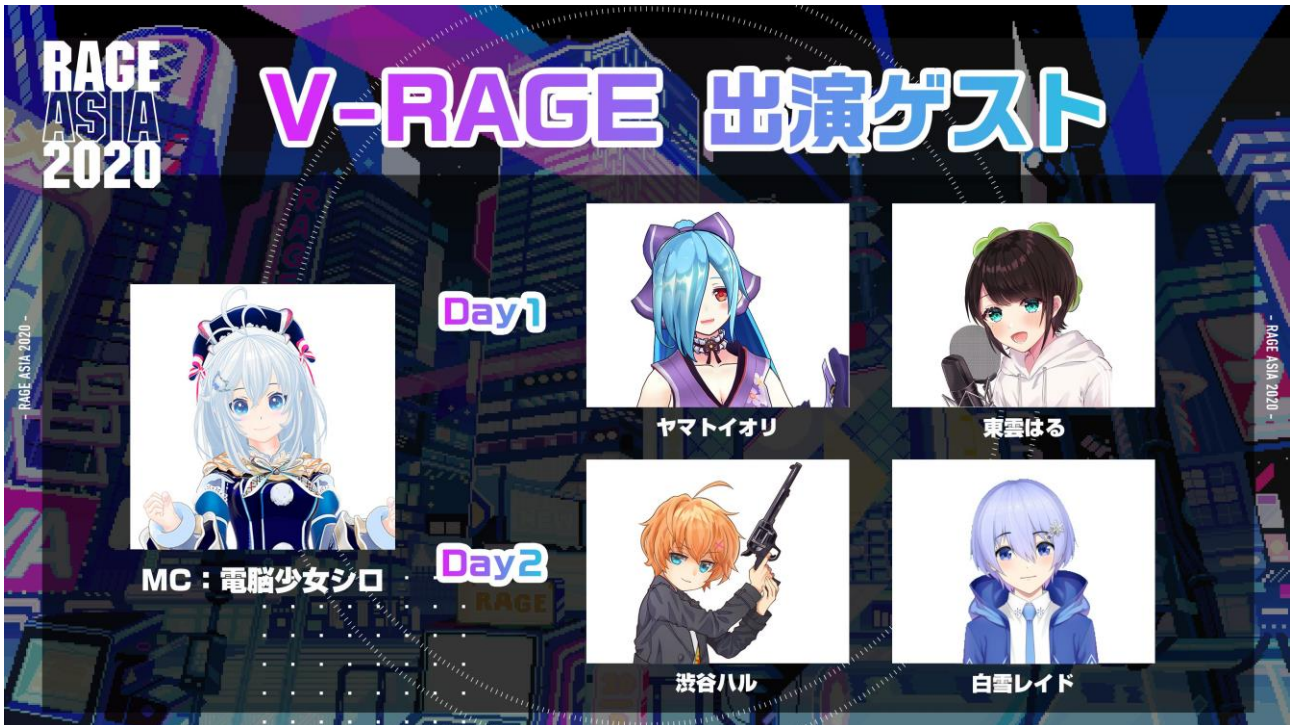 RAGE
ASIA
2020
V-RAGE 出演ゲスト
- RAGE ASIA 2020 -
Day1
ヤマトイオリ
東雲はる
MC：電脳少女シロ
Day2
渋谷ハル
白雪レイド
- RAGE ASIA 2020 -
RAGE
RAGE